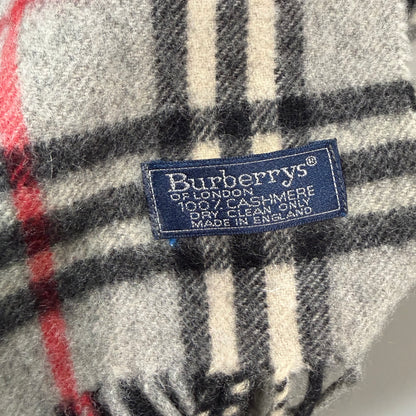 Burberrys®
OF LONDON
100% CASHMERE
DRY CLEAN ONLY
MADE IN ENGLAND